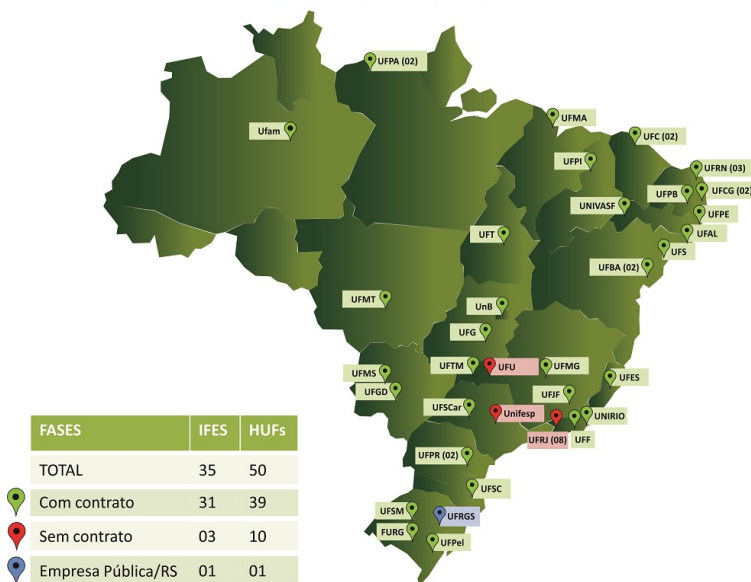 UFPA (02)
UFMA
Ufam
UFC (02)
UFPI
UFRN (03)
UFPB
UFCG (02)
UNIVASF
UFPE
UFAL
UFT
UFS
UFBA (02)
UFMT
UnB
UFG
UFTM
UFU
UFMG
UFMS
UFES
UFGD
UFJF
UFSCar
Unifesp
UNIRIO
UFRJ (08)
UFF
UFPR (02)
UFSC
UFSM
UFRGS
FURG
UFPel
FASES IFES HUFs
TOTAL 35 50
Com contrato 31 39
Sem contrato 03 10
Empresa Pública/RS 01 01